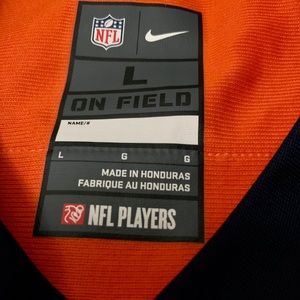 NFL
L
ON FIELD
NAME/#
L G G
MADE IN HONDURAS
FABRIQUE AU HONDURAS
NFL PLAYERS